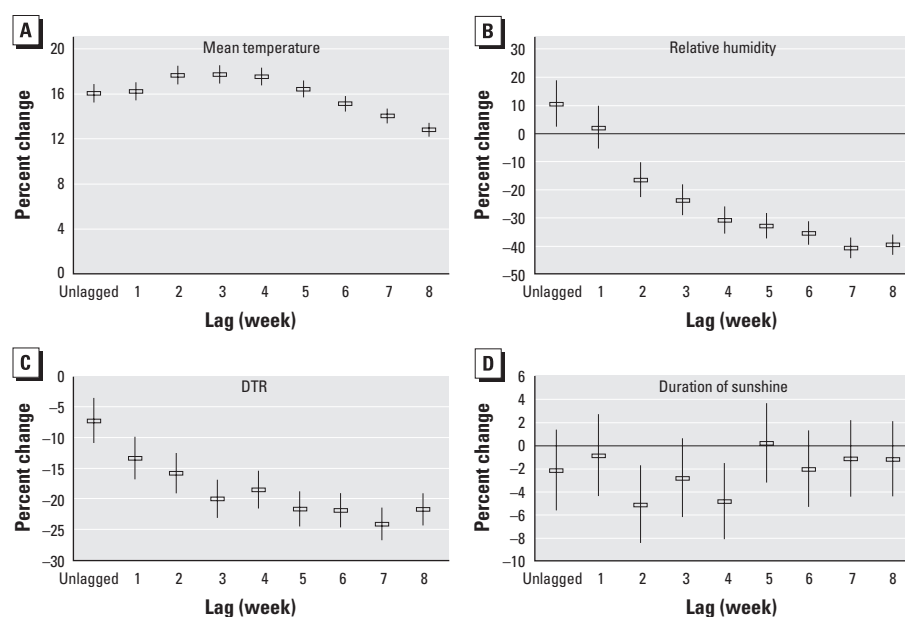 A
Mean temperature
Percent change
20
16
12
8
4
0
Unlagged 1 2 3 4 5 6 7 8
Lag (week)
B
Relative humidity
Percent change
30
20
10
0
–10
–20
–30
–40
–50
Unlagged 1 2 3 4 5 6 7 8
Lag (week)
C
DTR
Percent change
0
–5
–10
–15
–20
–25
–30
Unlagged 1 2 3 4 5 6 7 8
Lag (week)
D
Duration of sunshine
Percent change
6
4
2
0
–2
–4
–6
–8
–10
Unlagged 1 2 3 4 5 6 7 8
Lag (week)